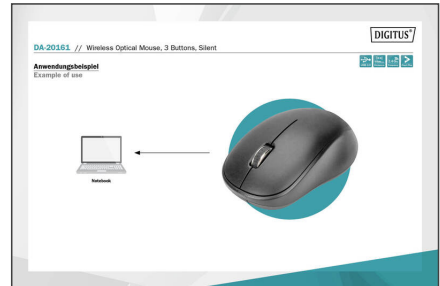 DIGITUS®
DA-20161 // Wireless Optical Mouse, 3 Buttons, Silent
Anwendungsbeispiel
Example of use
Notebook